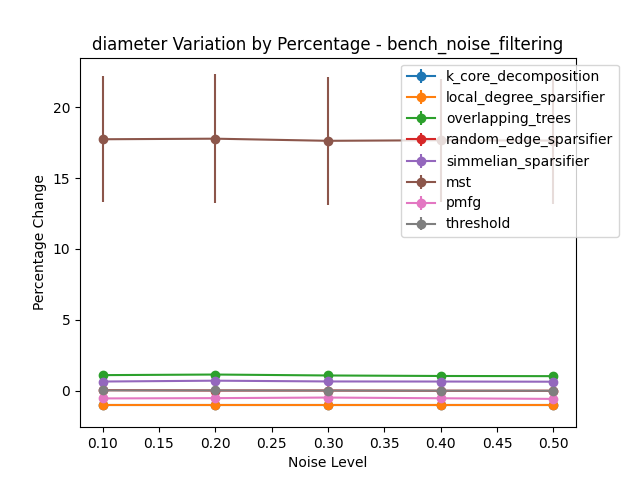 diameter Variation by Percentage - bench_noise_filtering
k_core_decomposition
local_degree_sparsifier
overlapping_trees
random_edge_sparsifier
simmelian_sparsifier
mst
pmfg
threshold
Percentage Change
20
15
10
5
0
0.10 0.15 0.20 0.25 0.30 0.35 0.40 0.45 0.50
Noise Level